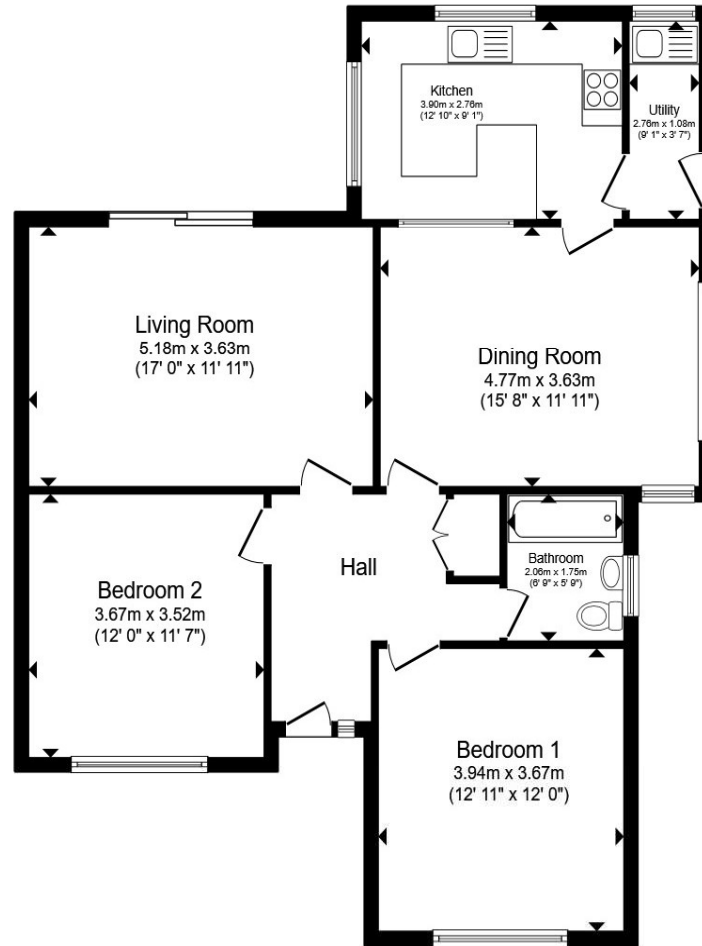 Kitchen
3.90m x 2.76m
(12' 10" x 9' 1")
Utility
2.76m x 1.08m
(9' 1" x 3' 7")
Living Room
5.18m x 3.63m
(17' 0" x 11' 11")
Dining Room
4.77m x 3.63m
(15' 8" x 11' 11")
Bedroom 2
3.67m x 3.52m
(12' 0" x 11' 7")
Hall
Bathroom
2.06m x 1.75m
(6' 9" x 5' 9")
Bedroom 1
3.94m x 3.67m
(12' 11" x 12' 0")